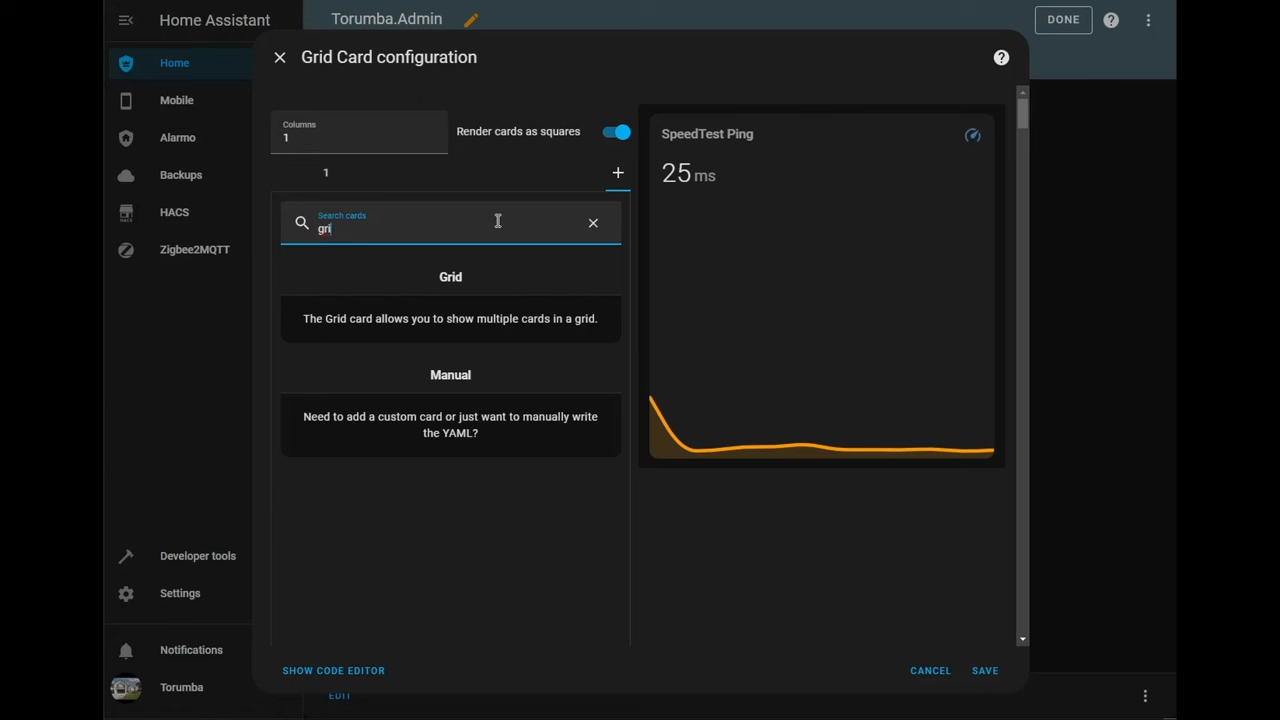 Home Assistant
Torumba.Admin
DONE
Home
Mobile
Alarmo
Backups
HACS
HACS
Zigbee2MQTT
Developer tools
Settings
Notifications
Torumba
Grid Card configuration
Columns
1
Render cards as squares
1
Search cards
gri
Grid
The Grid card allows you to show multiple cards in a grid.
Manual
Need to add a custom card or just want to manually write
the YAML?
SpeedTest Ping
25 ms
SHOW CODE EDITOR
CANCEL
SAVE
EDIT